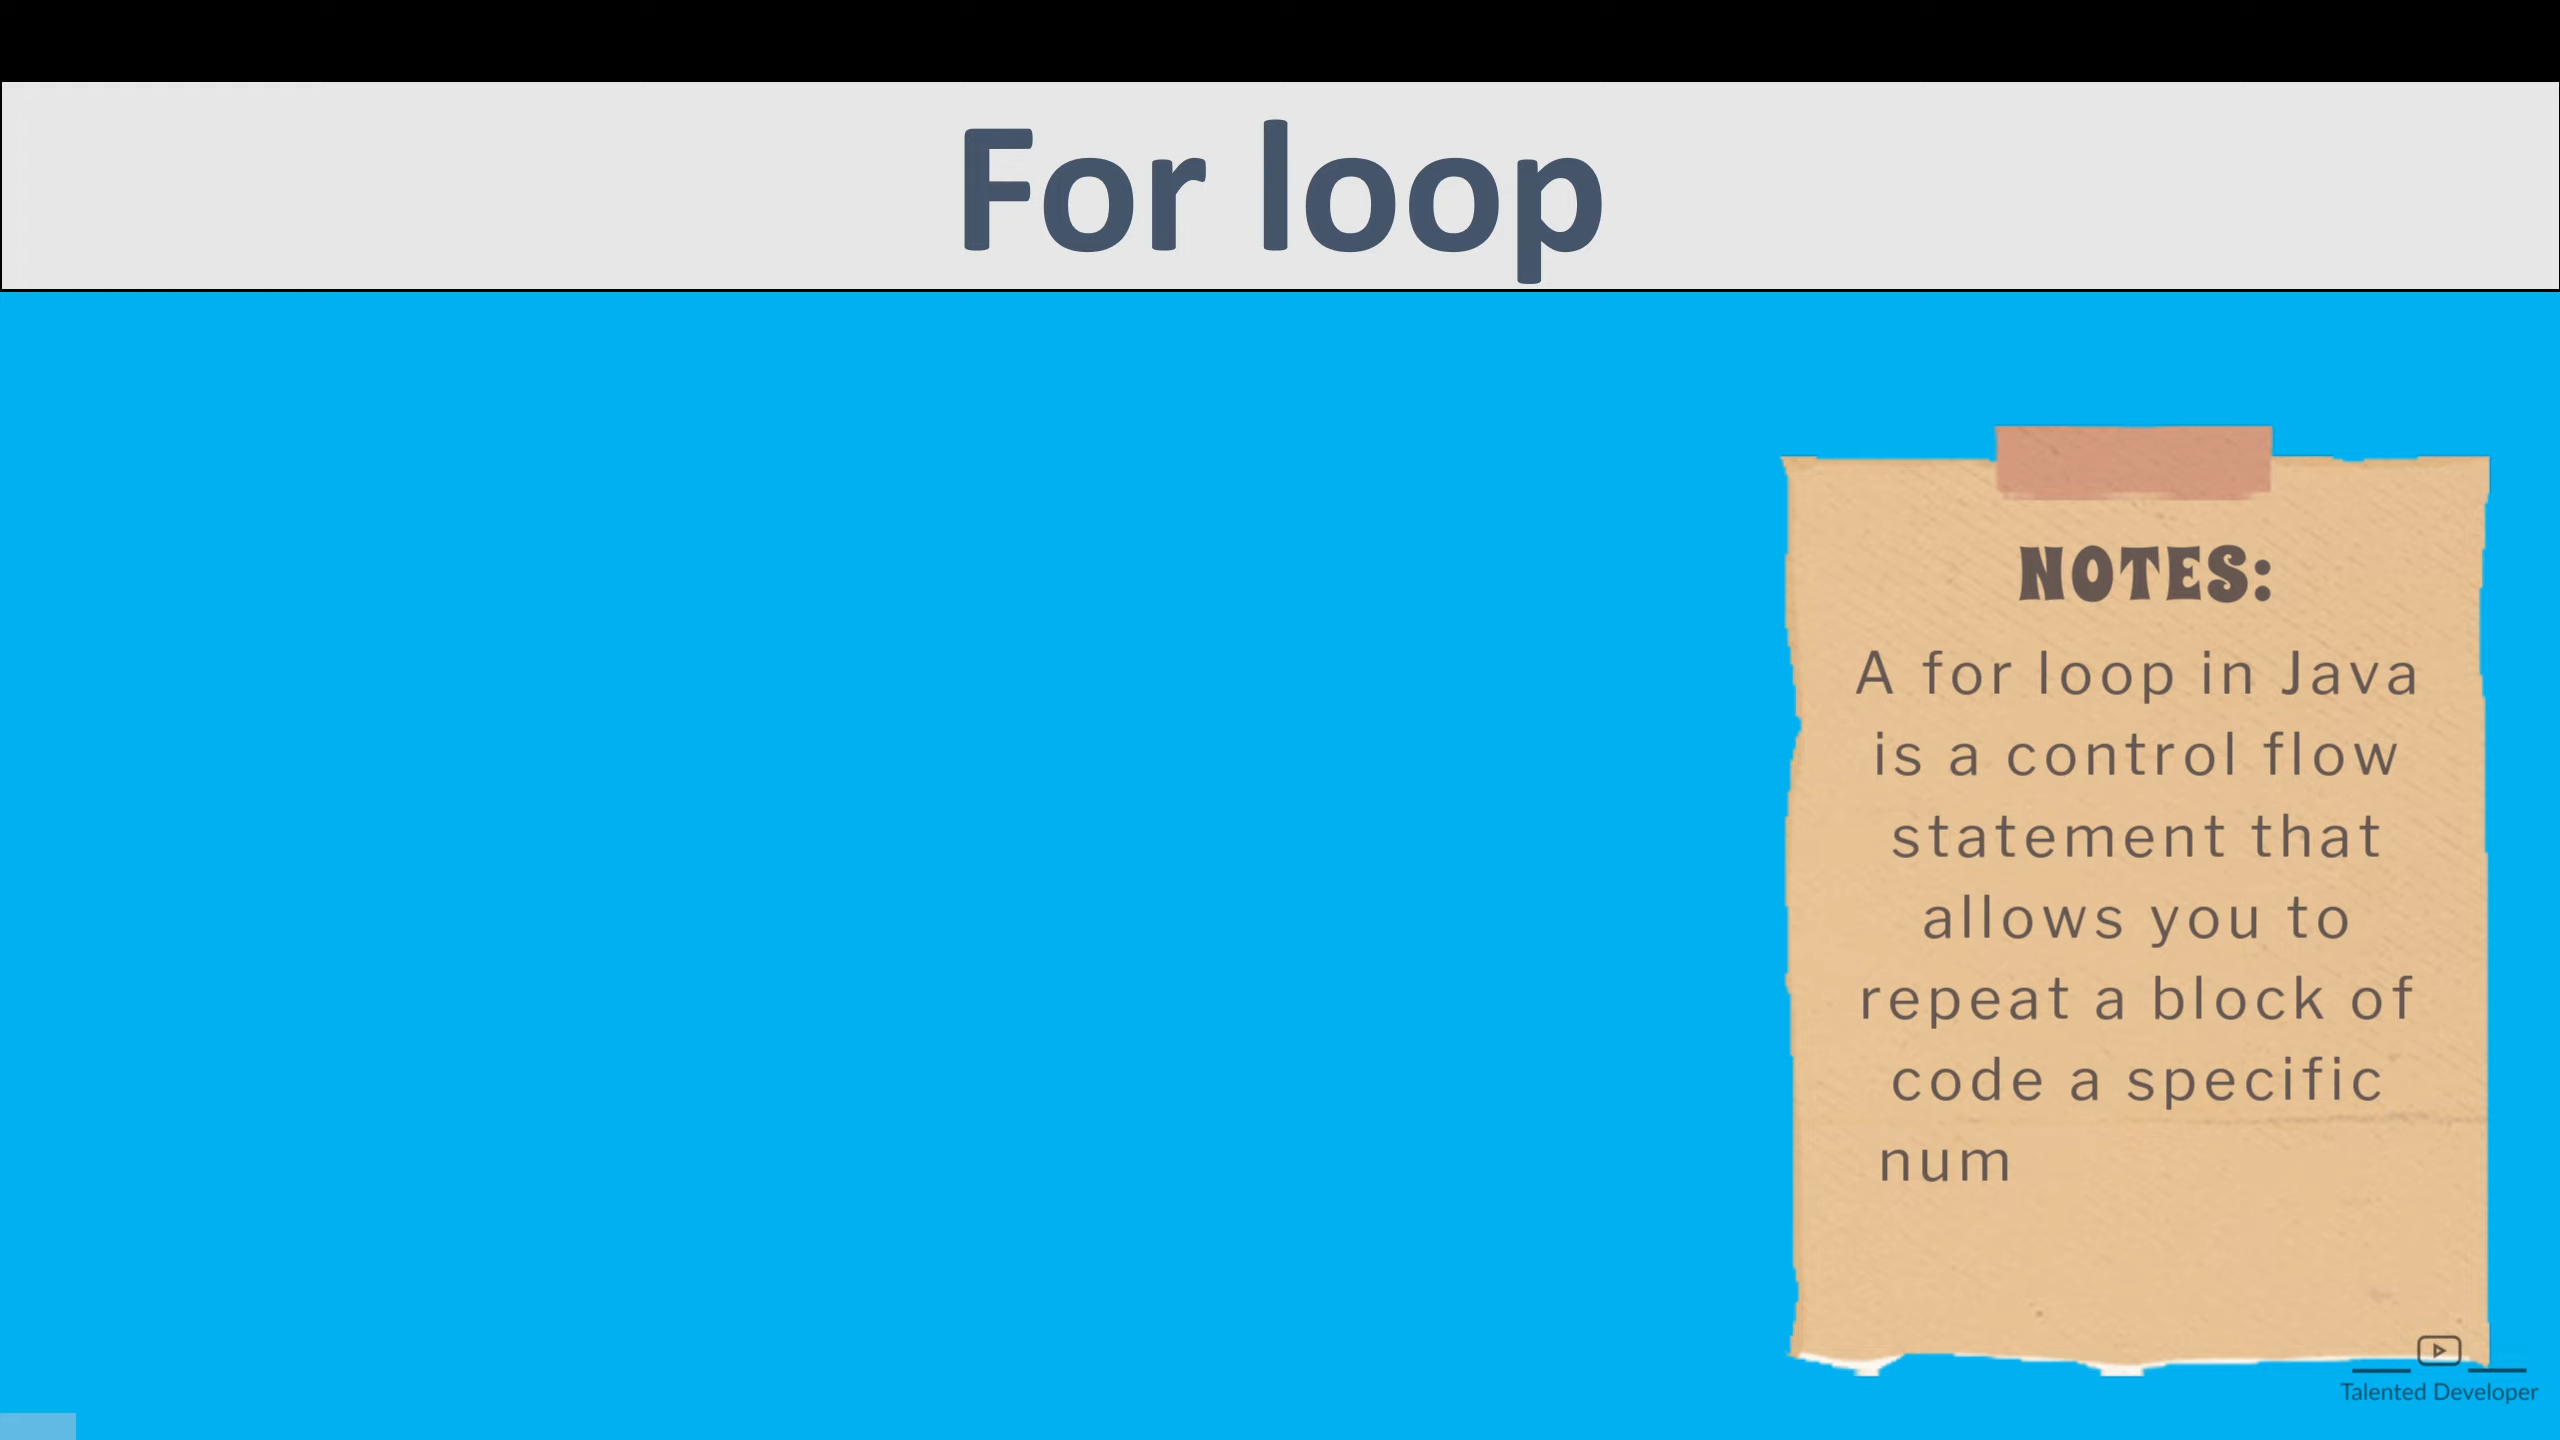 For loop
NOTES:
A for loop in Java
is a control flow
statement that
allows you to
repeat a block of
code a specific
num
Talented Developer